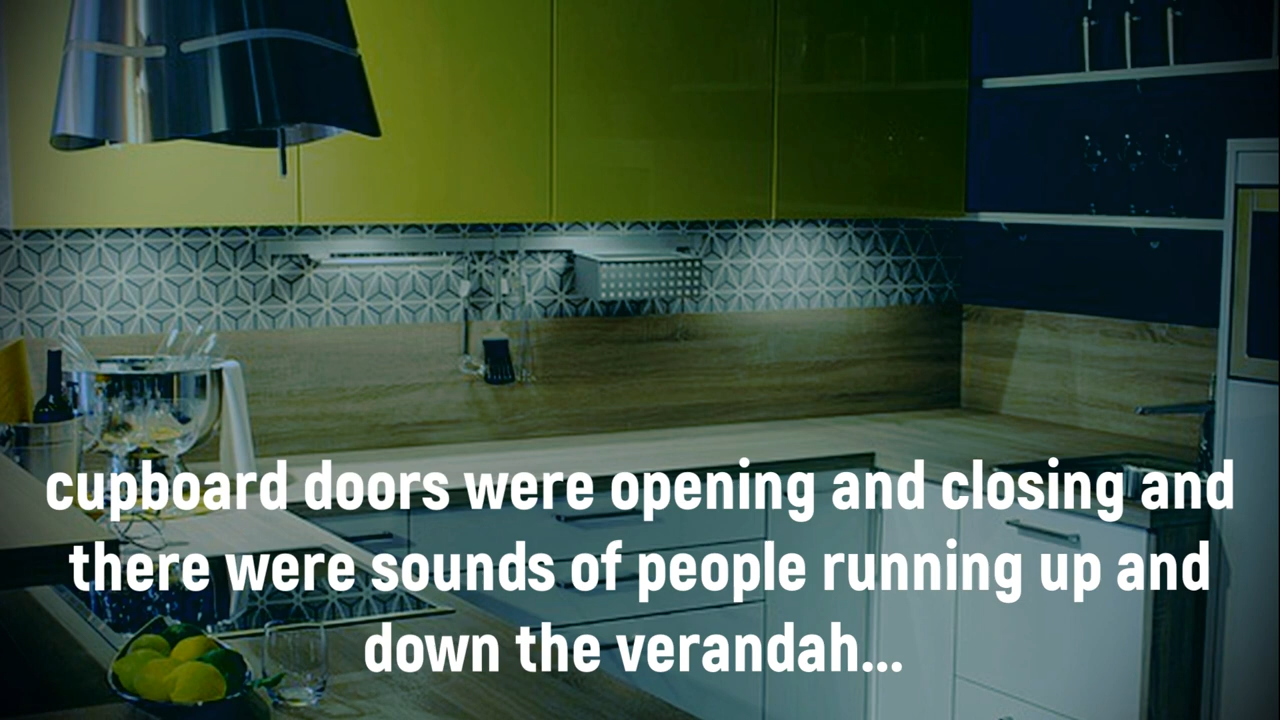 cupboard doors were opening and closing and
there were sounds of people running up and
down the verandah...